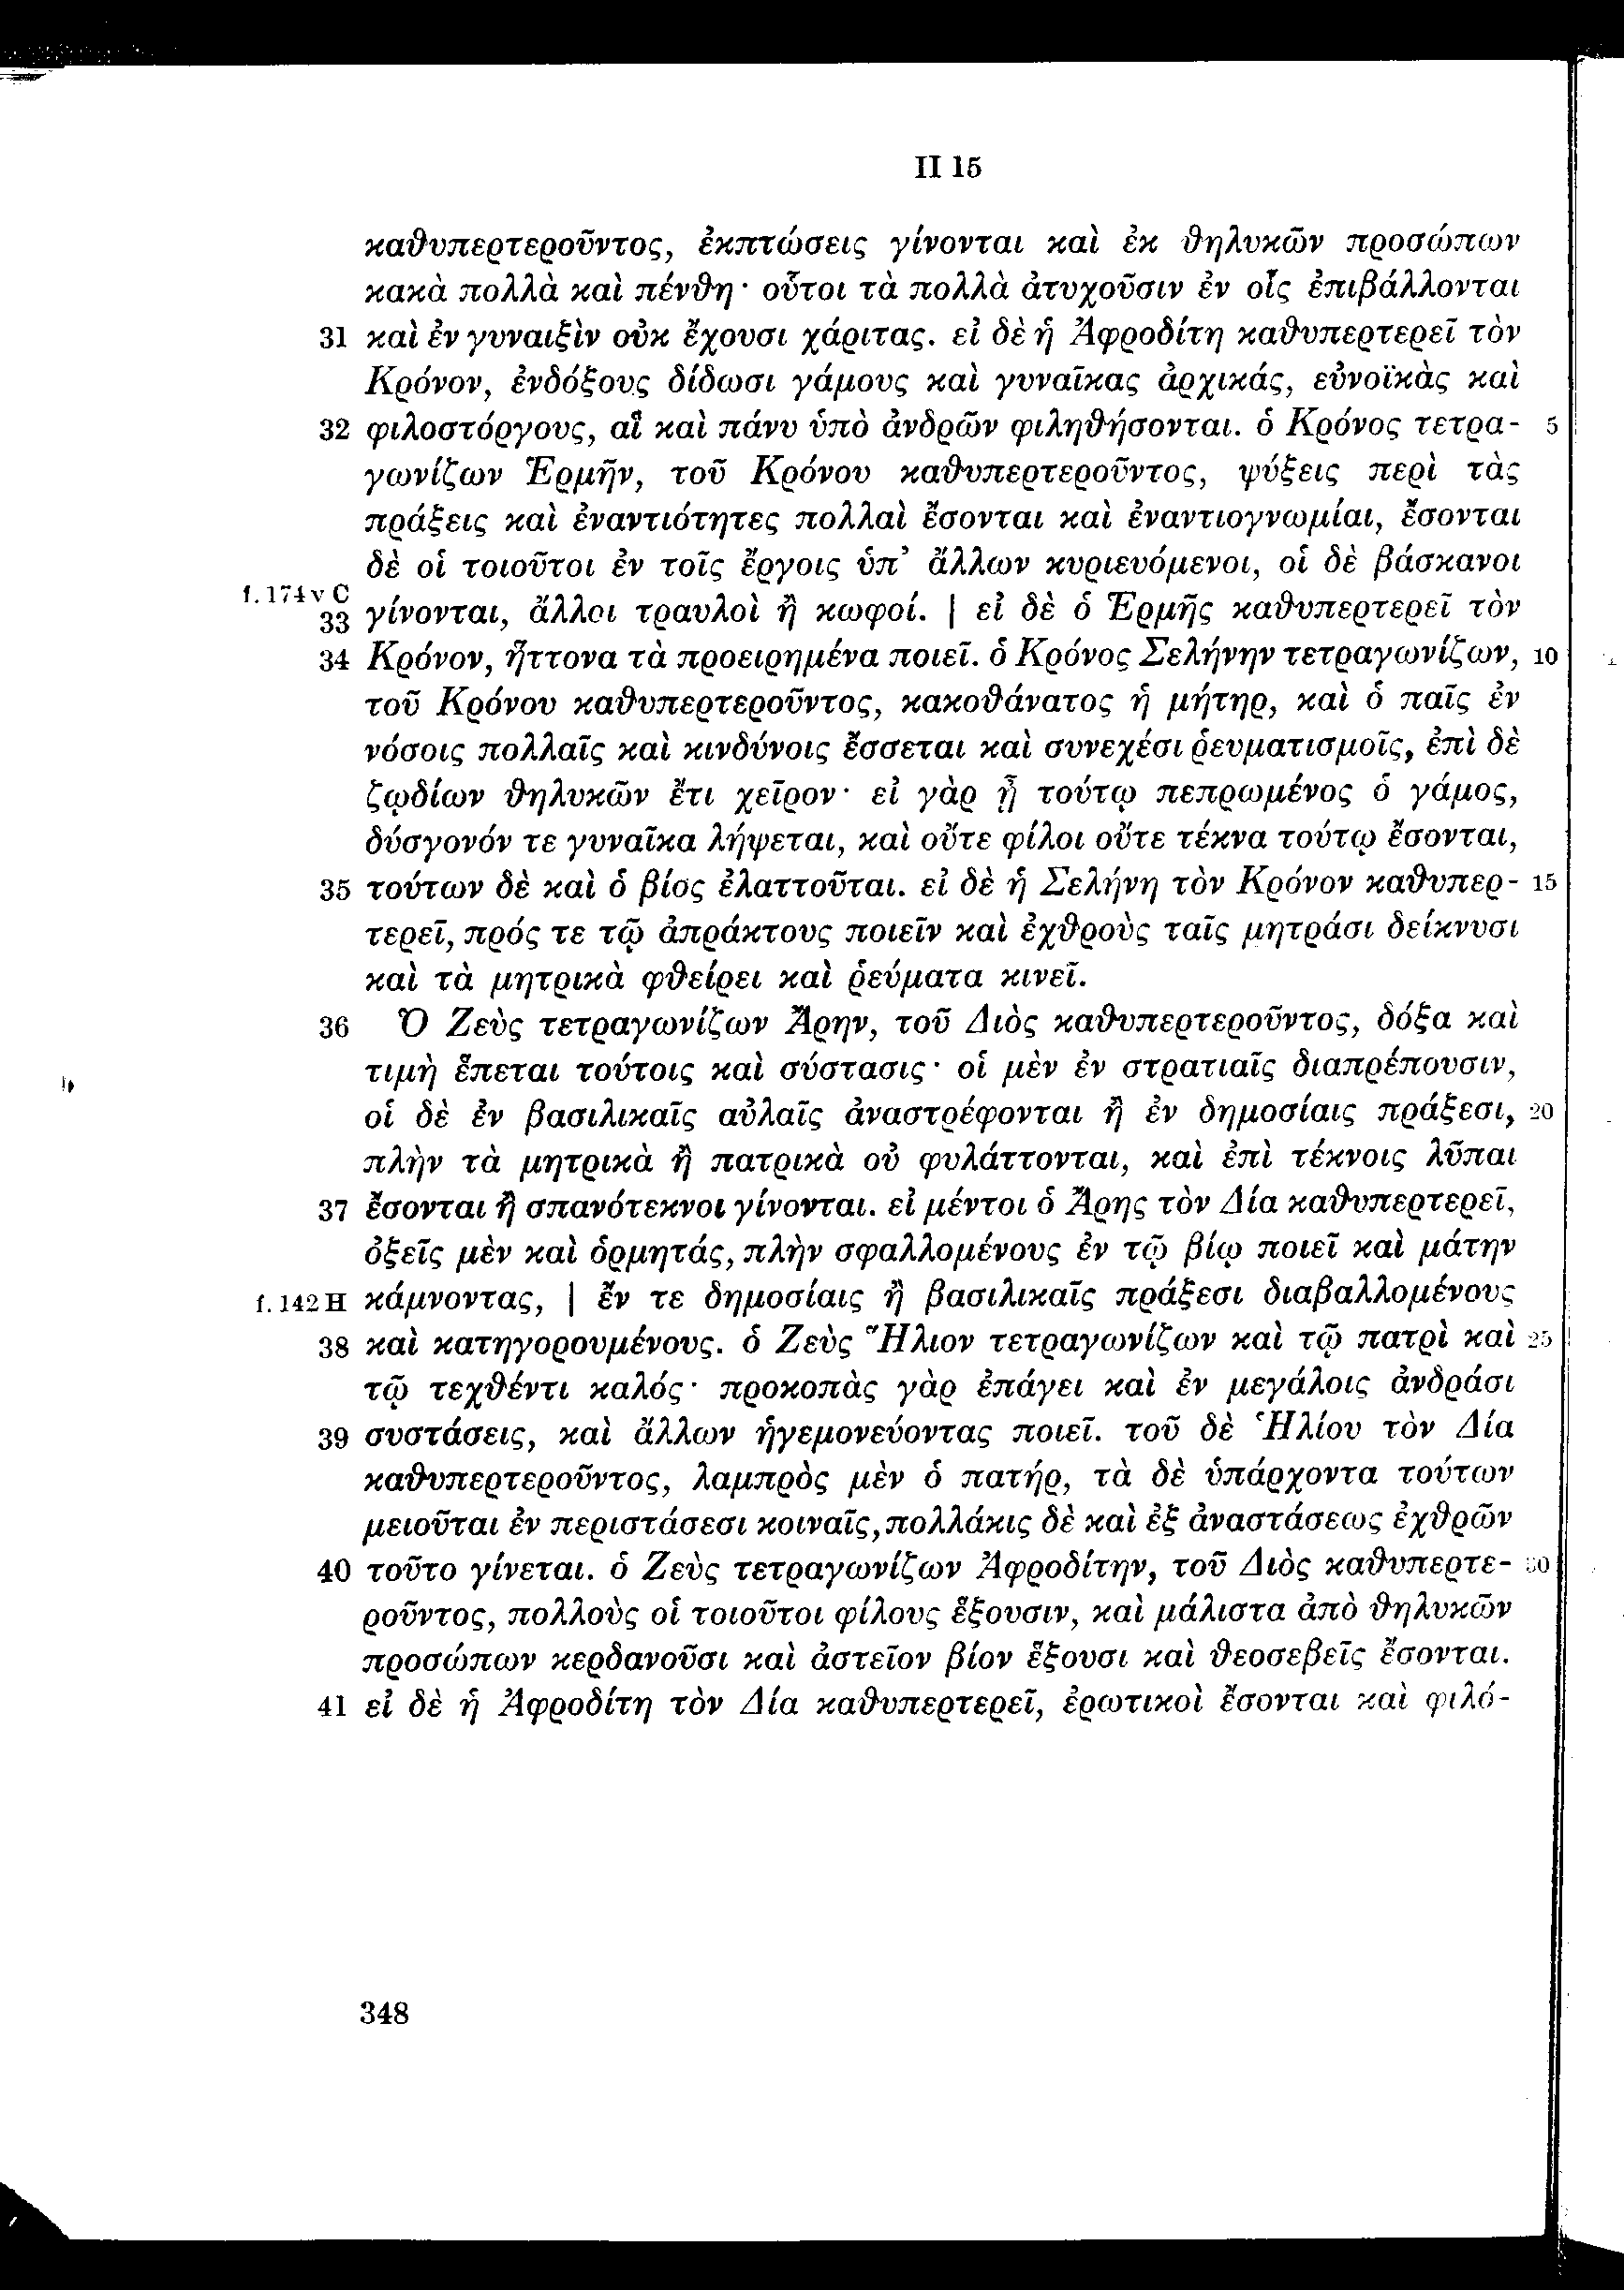 II 15
καθυπερτεροῦντος, ἐκπτώσεις γίνονται καὶ ἐκ θηλυκῶν προσώπων
κακὰ πολλὰ καὶ πένθη· οὗτοι τὰ πολλὰ ἀτυχοῦσιν ἐν οἷς ἐπιβάλλονται
31 καὶ ἐν γυναιξὶν οὐκ ἔχουσι χάριτας. εἰ δὲ ἡ Ἀφροδίτη καθυπερτερεῖ τὸν
Κρόνον, ἐνδόξους δίδωσι γάμους καὶ γυναῖκας ἀρχικάς, εὐνοϊκὰς καὶ
32 φιλοστόργους, αἳ καὶ πάνυ ὑπὸ ἀνδρῶν φιληθήσονται. ὁ Κρόνος τετρα- 5
γωνίζων Ἑρμῆν, τοῦ Κρόνου καθυπερτεροῦντος, ψύξεις περὶ τὰς
πράξεις καὶ ἐναντιότητες πολλαὶ ἔσονται καὶ ἐναντιογνωμίαι, ἔσονται
δὲ οἱ τοιοῦτοι ἐν τοῖς ἔργοις ὑπ’ ἄλλων κυριευόμενοι, οἱ δὲ βάσκανοι
f. 174v C
33 γίνονται, ἄλλοι τραυλοὶ ἢ κωφοί. | εἰ δὲ ὁ Ἑρμῆς καθυπερτερεῖ τὸν
34 Κρόνον, ἥττονα τὰ προειρημένα ποιεῖ. ὁ Κρόνος Σελήνην τετραγωνίζων, 10
τοῦ Κρόνου καθυπερτεροῦντος, κακοθάνατος ἡ μήτηρ, καὶ ὁ παῖς ἐν
νόσοις πολλαῖς καὶ κινδύνοις ἔσσεται καὶ συνεχέσι ῥευματισμοῖς, ἐπὶ δὲ
ζῳδίων θηλυκῶν ἔτι χεῖρον· εἰ γὰρ ᾖ τούτῳ πεπρωμένος ὁ γάμος,
δύσγονόν τε γυναῖκα λήψεται, καὶ οὔτε φίλοι οὔτε τέκνα τούτῳ ἔσονται,
35 τούτων δὲ καὶ ὁ βίος ἐλαττοῦται. εἰ δὲ ἡ Σελήνη τὸν Κρόνον καθυπερ- 15
τερεῖ, πρός τε τῷ ἀπράκτους ποιεῖν καὶ ἐχθροὺς ταῖς μητράσι δείκνυσι
καὶ τὰ μητρικὰ φθείρει καὶ ῥεύματα κινεῖ.
36 Ὁ Ζεὺς τετραγωνίζων Ἄρην, τοῦ Διὸς καθυπερτεροῦντος, δόξα καὶ
τιμὴ ἕπεται τούτοις καὶ σύστασις· οἱ μὲν ἐν στρατιαῖς διαπρέπουσιν,
οἱ δὲ ἐν βασιλικαῖς αὐλαῖς ἀναστρέφονται ἢ ἐν δημοσίαις πράξεσι, 20
πλὴν τὰ μητρικὰ ἢ πατρικὰ οὐ φυλάττονται, καὶ ἐπὶ τέκνοις λῦπαι
37 ἔσονται ἢ σπανότεκνοι γίνονται. εἰ μέντοι ὁ Ἄρης τὸν Δία καθυπερτερεῖ,
ὀξεῖς μὲν καὶ ὁρμητάς, πλὴν σφαλλομένους ἐν τῷ βίῳ ποιεῖ καὶ μάτην
f. 142 H κάμνοντας, | ἔν τε δημοσίαις ἢ βασιλικαῖς πράξεσι διαβαλλομένους
38 καὶ κατηγορουμένους. ὁ Ζεὺς Ἥλιον τετραγωνίζων καὶ τῷ πατρὶ καὶ 25
τῷ τεχθέντι καλός· προκοπὰς γὰρ ἐπάγει καὶ ἐν μεγάλοις ἀνδράσι
39 συστάσεις, καὶ ἄλλων ἡγεμονεύοντας ποιεῖ. τοῦ δὲ Ἡλίου τὸν Δία
καθυπερτεροῦντος, λαμπρὸς μὲν ὁ πατήρ, τὰ δὲ ὑπάρχοντα τούτων
μειοῦται ἐν περιστάσεσι κοιναῖς, πολλάκις δὲ καὶ ἐξ ἀναστάσεως ἐχθρῶν
40 τοῦτο γίνεται. ὁ Ζεὺς τετραγωνίζων Ἀφροδίτην, τοῦ Διὸς καθυπερτε- 30
ροῦντος, πολλοὺς οἱ τοιοῦτοι φίλους ἕξουσιν, καὶ μάλιστα ἀπὸ θηλυκῶν
προσώπων κερδανοῦσι καὶ ἀστεῖον βίον ἕξουσι καὶ θεοσεβεῖς ἔσονται.
41 εἰ δὲ ἡ Ἀφροδίτη τὸν Δία καθυπερτερεῖ, ἐρωτικοὶ ἔσονται καὶ φιλό-
348